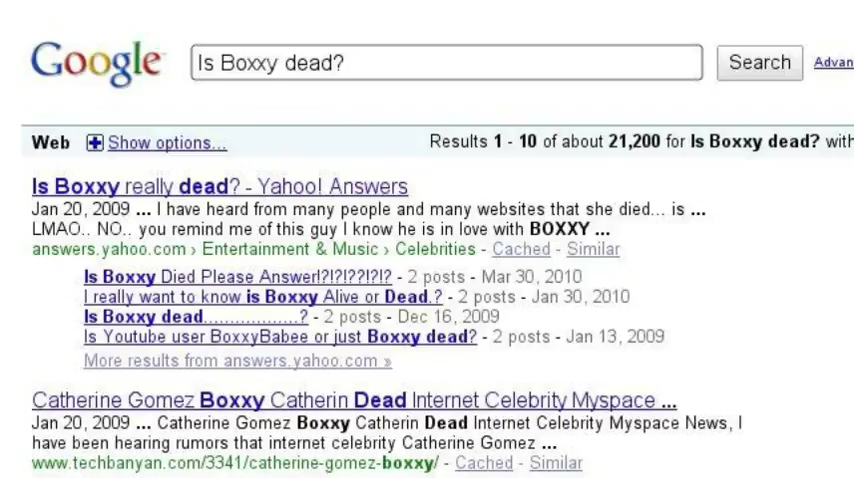 Google Is Boxxy dead? Search Advan
Web Show options... Results 1 - 10 of about 21,200 for Is Boxxy dead? with
Is Boxxy really dead? - Yahoo! Answers
Jan 20, 2009 ... I have heard from many people and many websites that she died... is ...
LMAO.. NO.. you remind me of this guy I know he is in love with BOXXY ...
answers.yahoo.com › Entertainment & Music › Celebrities - Cached - Similar
Is Boxxy Died Please Answer!?!?!??!?!? - 2 posts - Mar 30, 2010
I really want to know is Boxxy Alive or Dead.? - 2 posts - Jan 30, 2010
Is Boxxy dead..................? - 2 posts - Dec 16, 2009
Is Youtube user BoxxyBabee or just Boxxy dead? - 2 posts - Jan 13, 2009
More results from answers.yahoo.com »
Catherine Gomez Boxxy Catherin Dead Internet Celebrity Myspace ...
Jan 20, 2009 ... Catherine Gomez Boxxy Catherin Dead Internet Celebrity Myspace News, I
have been hearing rumors that internet celebrity Catherine Gomez ...
www.techbanyan.com/3341/catherine-gomez-boxxy/ - Cached - Similar